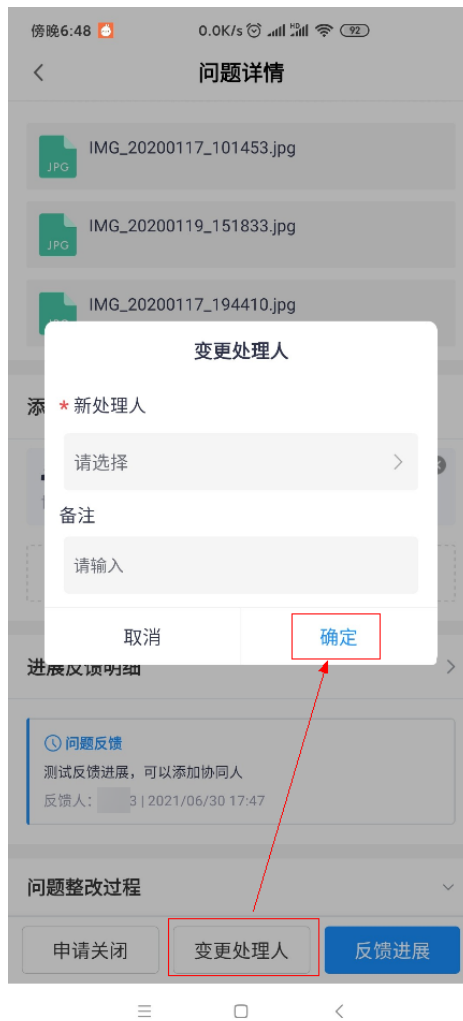 傍晚6:48 0.0K/s HD 92
问题详情
IMG_20200117_101453.jpg
JPG
IMG_20200119_151833.jpg
JPG
IMG_20200117_194410.jpg
变更处理人
添
* 新处理人
请选择
备注
请输入
取消 确定
进展反馈明细
问题反馈
测试反馈进展，可以添加协同人
反馈人： 3 | 2021/06/30 17:47
问题整改过程
申请关闭 变更处理人 反馈进展